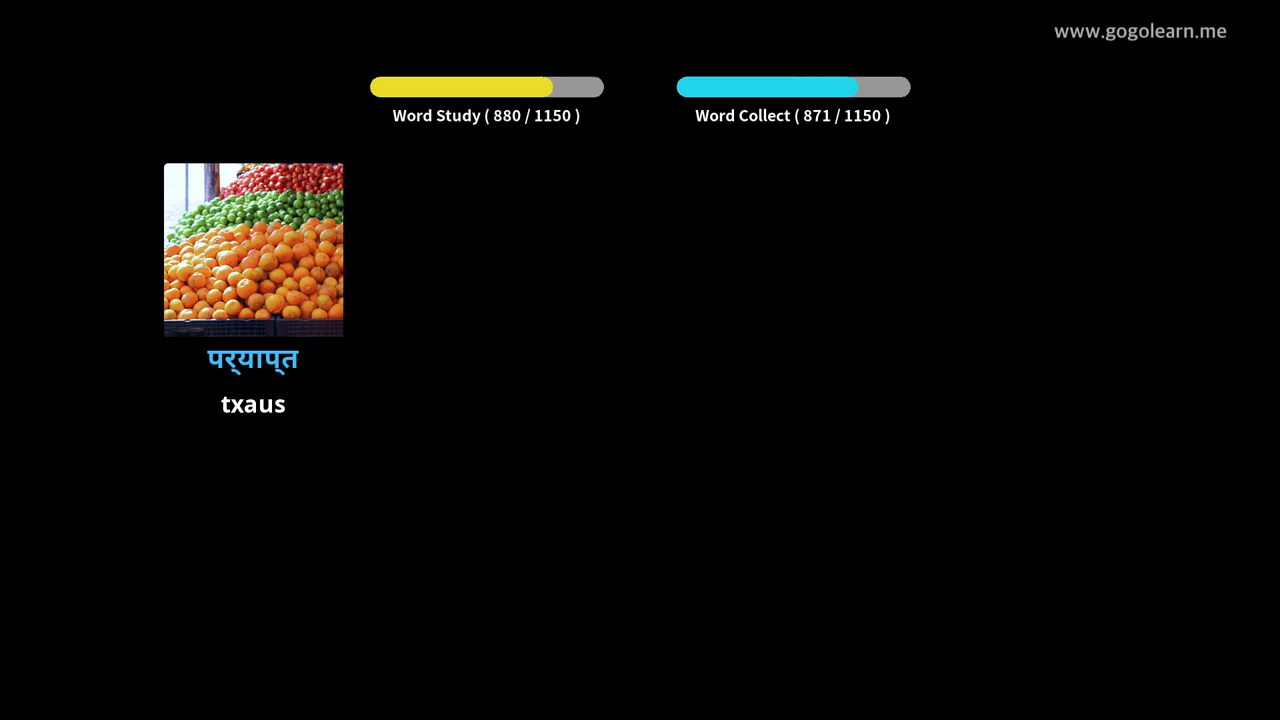 www.gogolearn.me
Word Study ( 880 / 1150 )
Word Collect ( 871 / 1150 )
पर्‌याप्‌त
txaus